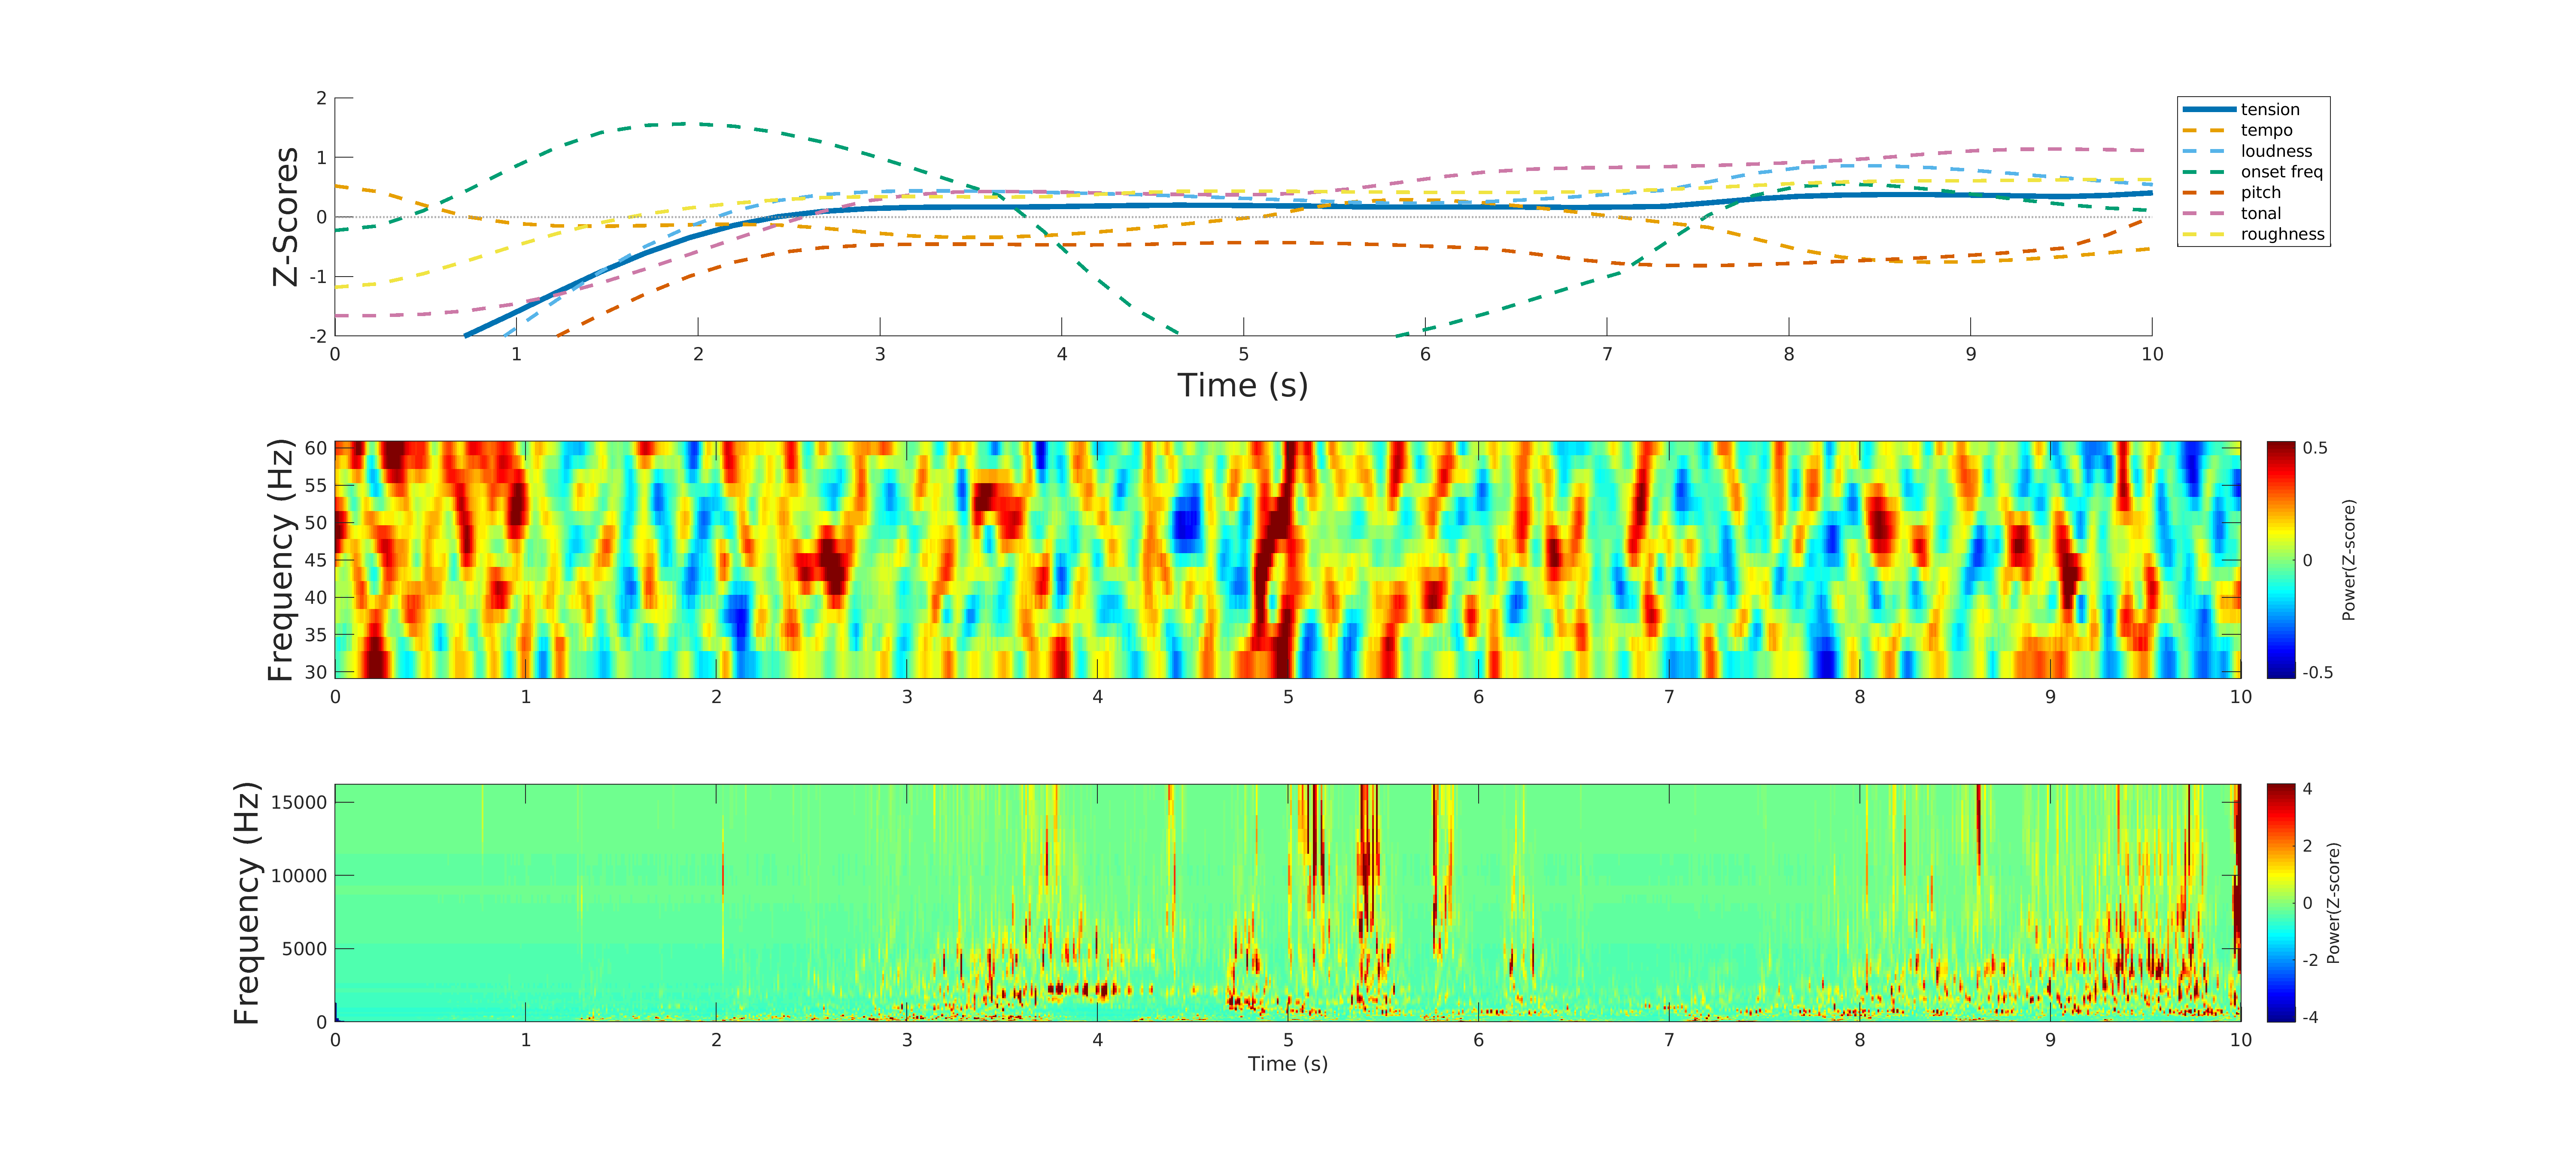 2
1
0
-1
-2
Z-Scores
0 1 2 3 4 5 6 7 8 9 10
Time (s)
tension
tempo
loudness
onset freq
pitch
tonal
roughness
60
55
50
45
40
35
30
Frequency (Hz)
0 1 2 3 4 5 6 7 8 9 10
0.5
0
-0.5
Power(Z-score)
15000
10000
5000
0
Frequency (Hz)
0 1 2 3 4 5 6 7 8 9 10
Time (s)
4
2
0
-2
-4
Power(Z-score)